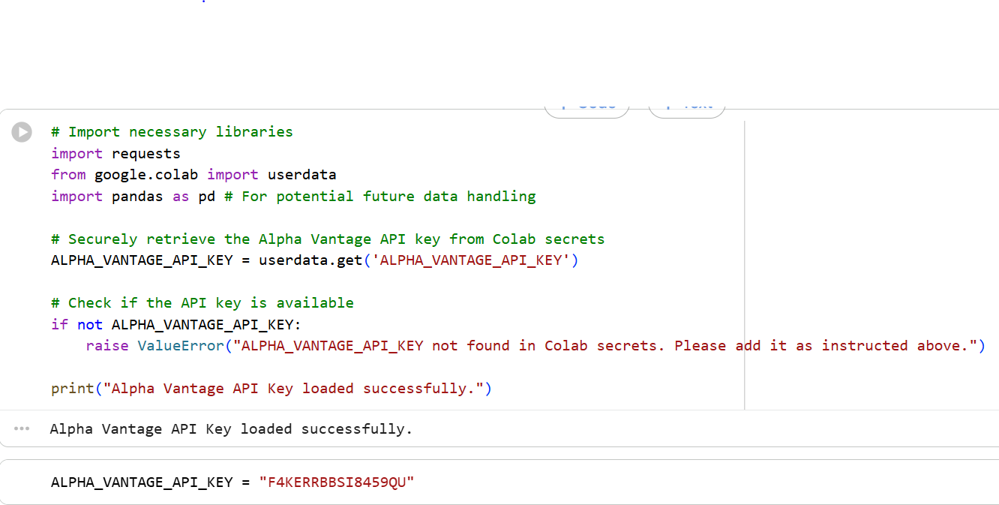 # Import necessary libraries
import requests
from google.colab import userdata
import pandas as pd # For potential future data handling
# Securely retrieve the Alpha Vantage API key from Colab secrets
ALPHA_VANTAGE_API_KEY = userdata.get('ALPHA_VANTAGE_API_KEY')
# Check if the API key is available
if not ALPHA_VANTAGE_API_KEY:
    raise ValueError("ALPHA_VANTAGE_API_KEY not found in Colab secrets. Please add it as instructed above.")
print("Alpha Vantage API Key loaded successfully.")
Alpha Vantage API Key loaded successfully.
ALPHA_VANTAGE_API_KEY = "F4KERRBBSI8459QU"